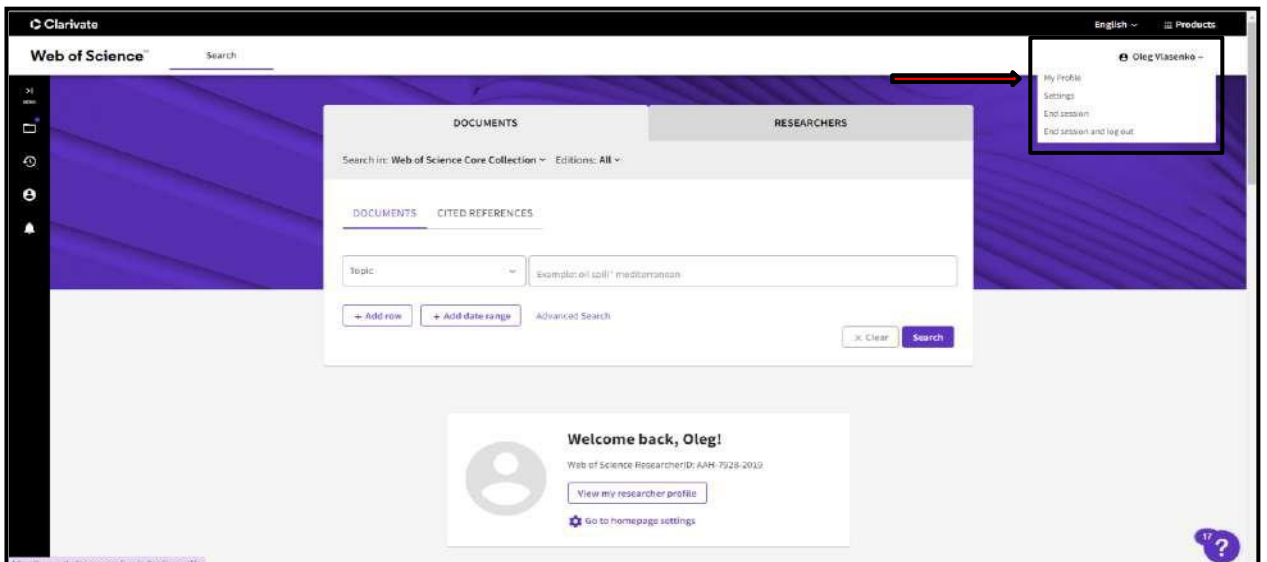 Clarivate
English
Products
Web of Science™
Search
Oleg Vlasenko
My Profile
Settings
End session
End session and log out
MENU
DOCUMENTS
RESEARCHERS
Search in: Web of Science Core Collection Editions: All
DOCUMENTS
CITED REFERENCES
Topic
Example: oil spill* mediterranean
+ Add row
+ Add date range
Advanced Search
× Clear
Search
Welcome back, Oleg!
Web of Science ResearcherID: AAH-7928-2019
View my researcher profile
Go to homepage settings
17
?